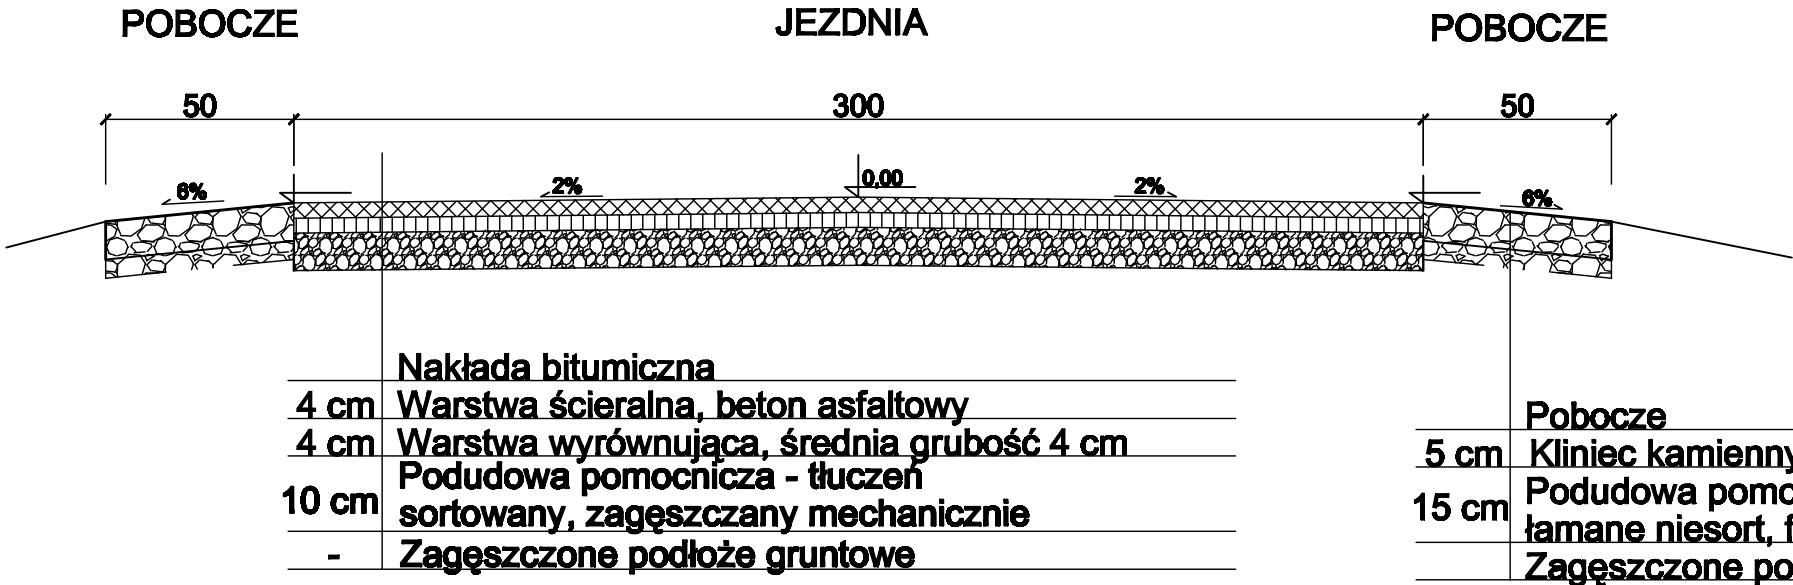 POBOCZE
JEZDNIA
POBOCZE
50
300
50
6%
2%
0,00
2%
6%
Nakłada bitumiczna
4 cm Warstwa ścieralna, beton asfaltowy
4 cm Warstwa wyrównująca, średnia grubość 4 cm
10 cm Podudowa pomocnicza - tłuczeń
sortowany, zagęszczany mechanicznie
- Zagęszczone podłoże gruntowe
Pobocze
5 cm Kliniec kamienny
15 cm Podudowa
łamane niesort,
Zagęszczone